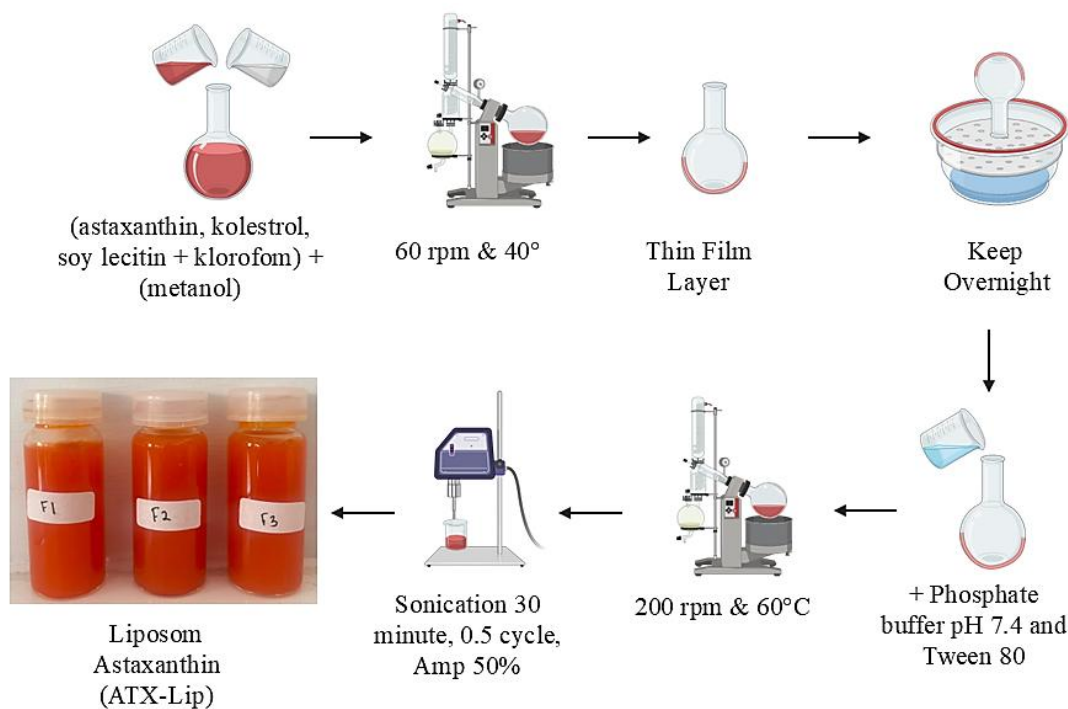 (astaxanthin, kolestrol,
soy lecitin + klorofom) +
(metanol)
60 rpm & 40°
Thin Film
Layer
Keep
Overnight
+ Phosphate
buffer pH 7.4 and
Tween 80
200 rpm & 60°C
Sonication 30
minute, 0.5 cycle,
Amp 50%
F1
F2
F3
Liposom
Astaxanthin
(ATX-Lip)